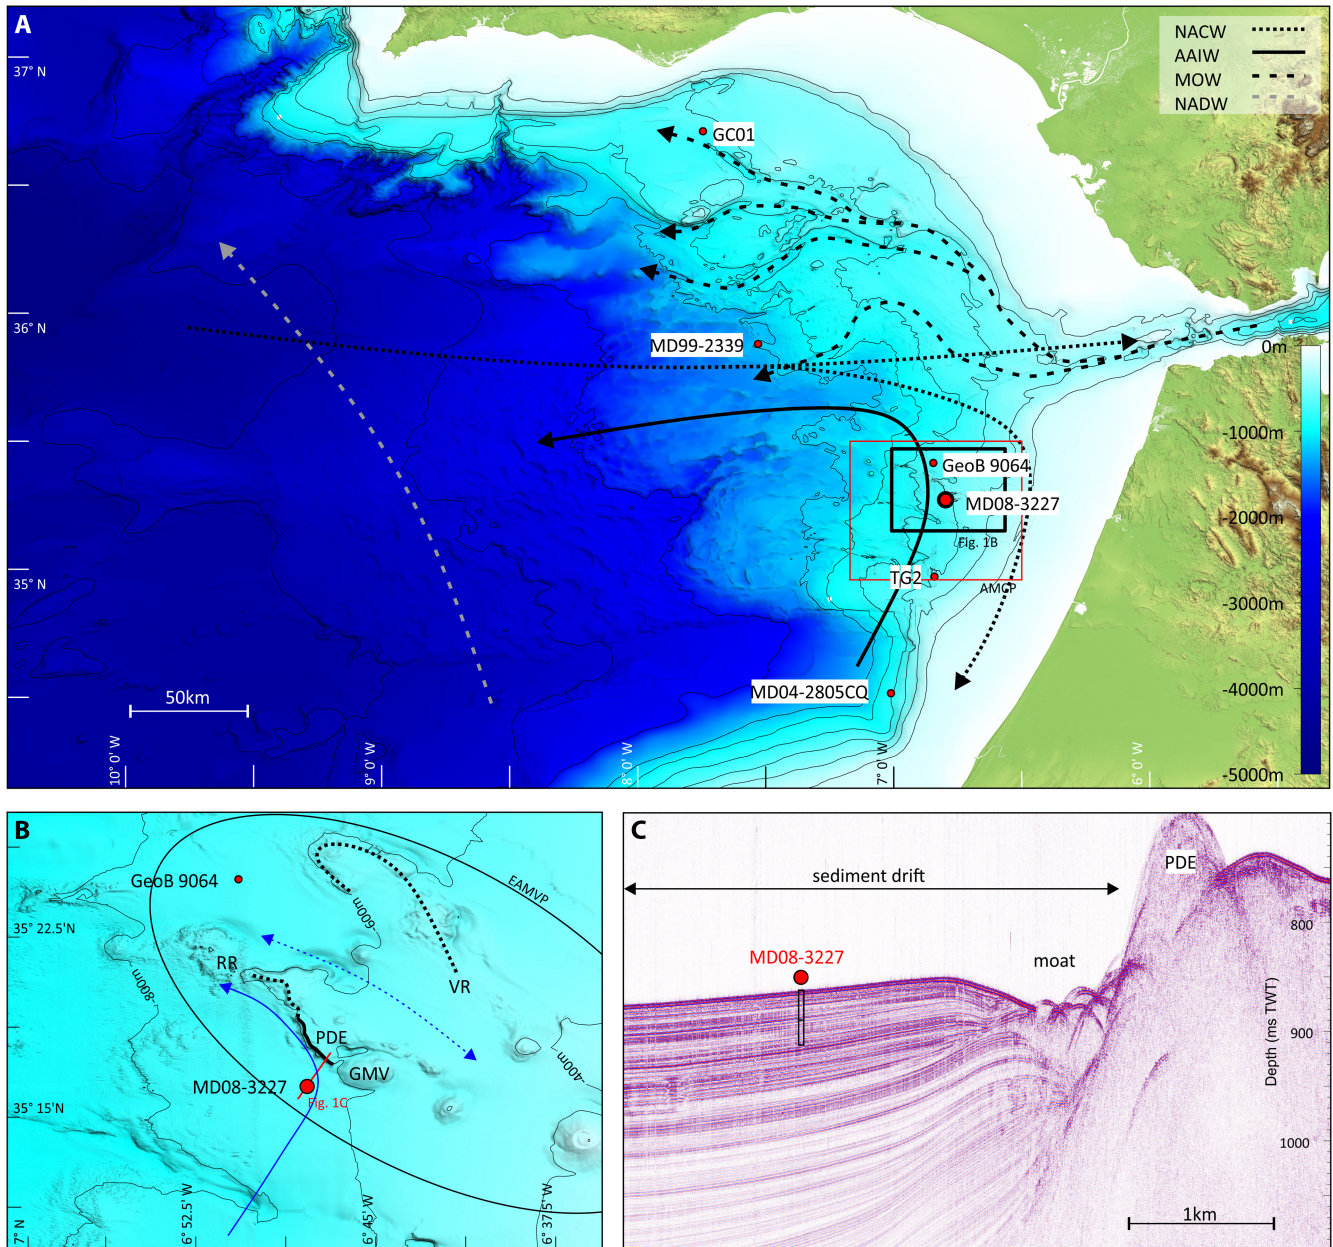 A
NACW
AAIW
MOW
NADW
37° N
GC01
36° N
MD99-2339
0m
-1000m
GeoB 9064
MD08-3227
-2000m
Fig. 1B
35° N
TG2
AMCP
-3000m
MD04-2805CQ
-4000m
50km
-5000m
10° 0' W
9° 0' W
8° 0' W
7° 0' W
6° 0' W
B
GeoB 9064
EAMVP
-600m
35° 22.5'N
RR
VR
-800m
PDE
-400m
GMV
MD08-3227
Fig. 1C
35° 15'N
7° N
6° 52.5' W
6° 45' W
6° 37.5' W
C
PDE
sediment drift
800
MD08-3227
moat
Depth (ms TWT)
900
1000
1km